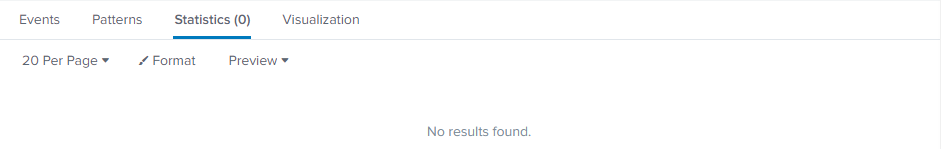 Events Patterns Statistics (0) Visualization
20 Per Page Format Preview
No results found.